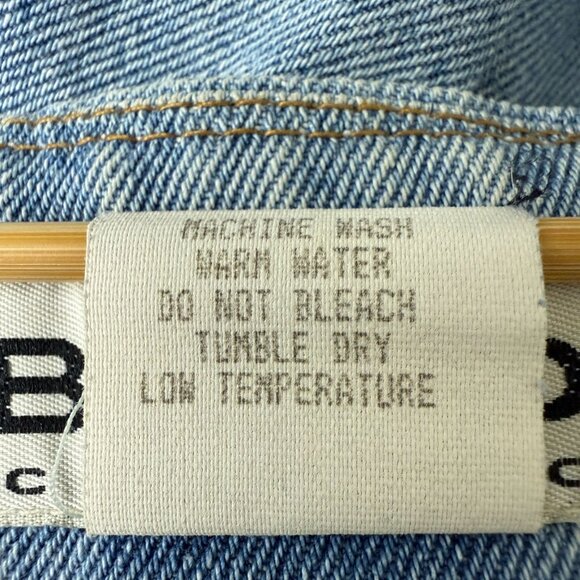 MACHINE WASH
WARM WATER
DO NOT BLEACH
TUMBLE DRY
LOW TEMPERATURE
B
C